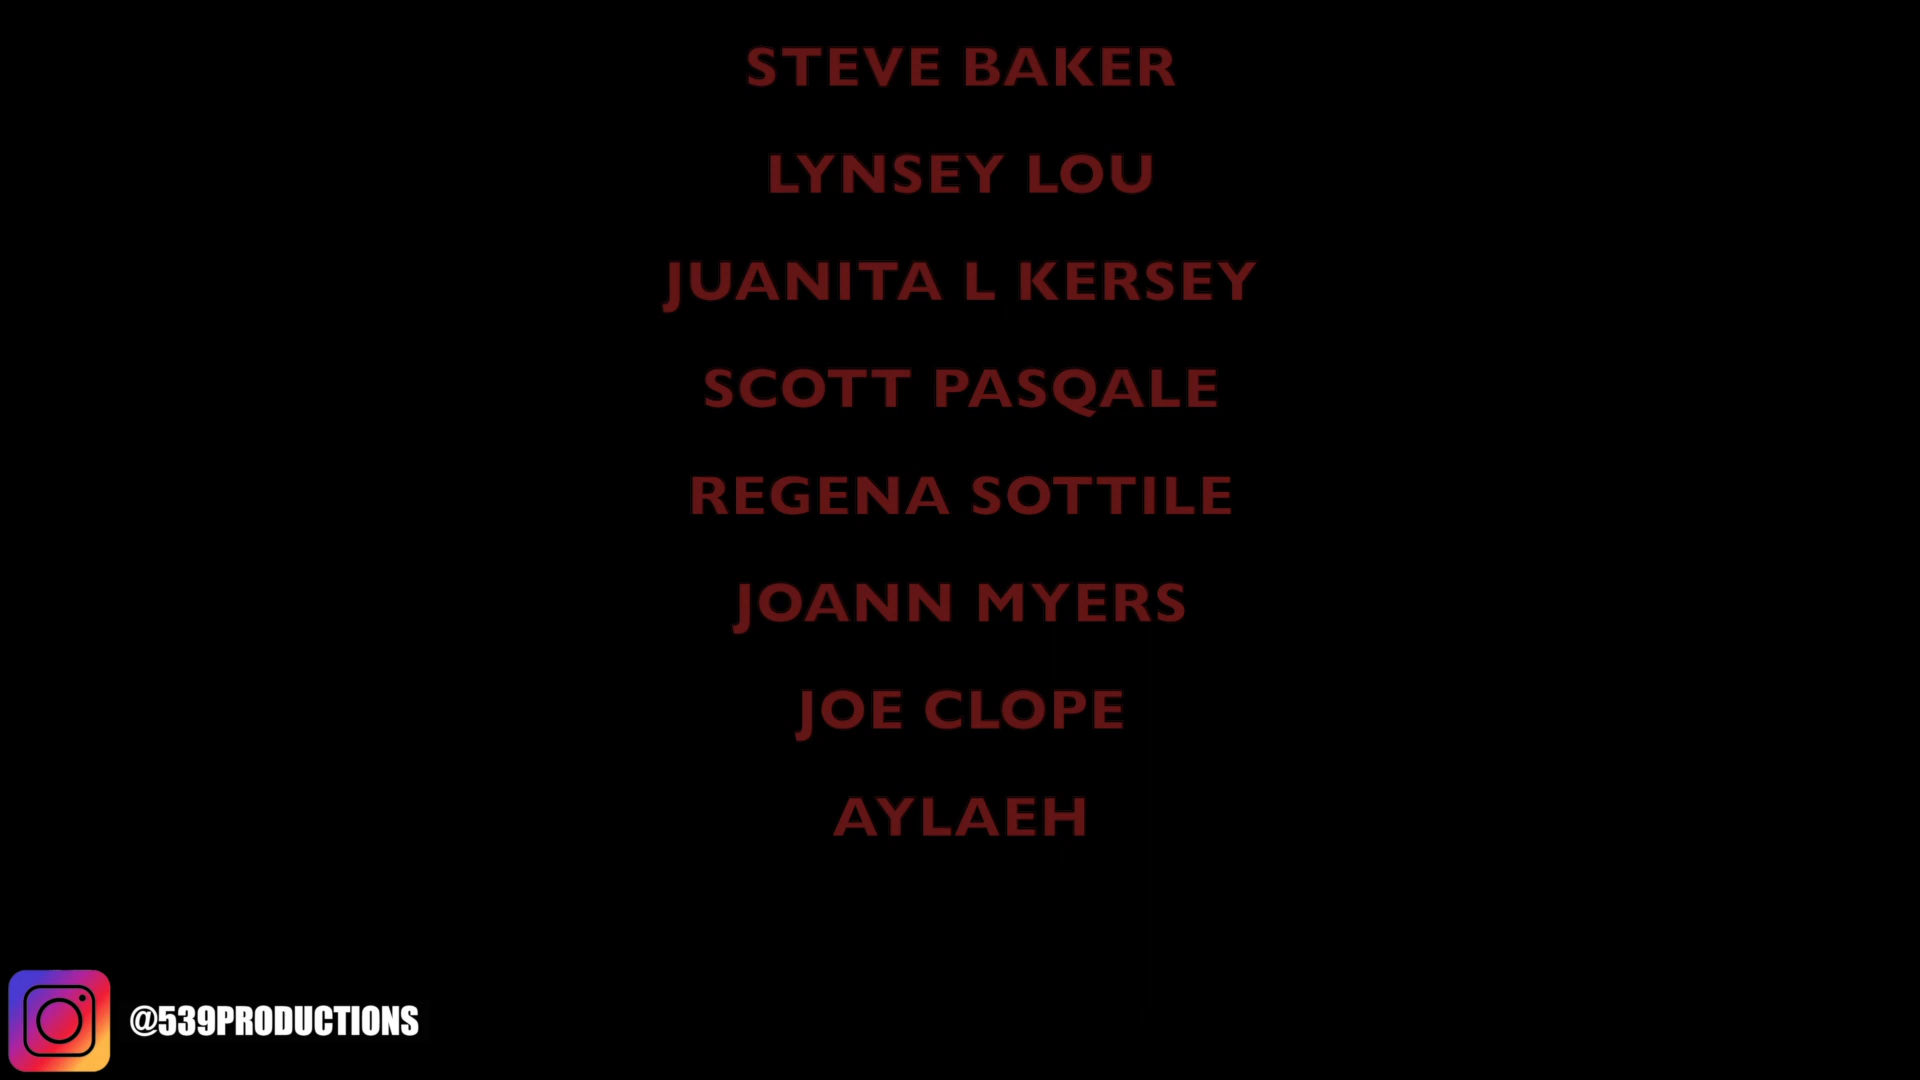 STEVE BAKER
LYNSEY LOU
JUANITA L KERSEY
SCOTT PASQALE
REGENA SOTTILE
JOANN MYERS
JOE CLOPE
AYLAEH
@539PRODUCTIONS